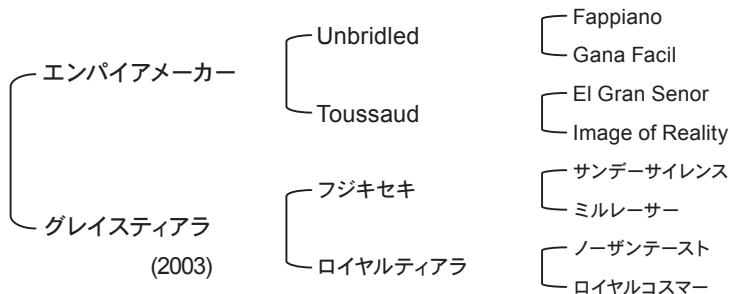 エンパイアメーカー
グレイスティアラ
(2003)
Unbridled
Toussaud
フジキセキ
ロイヤルティアラ
Fappiano
Gana Facil
El Gran Senor
Image of Reality
サンデーサイレンス
ミルレーサー
ノーザンテースト
ロイヤルコスマー